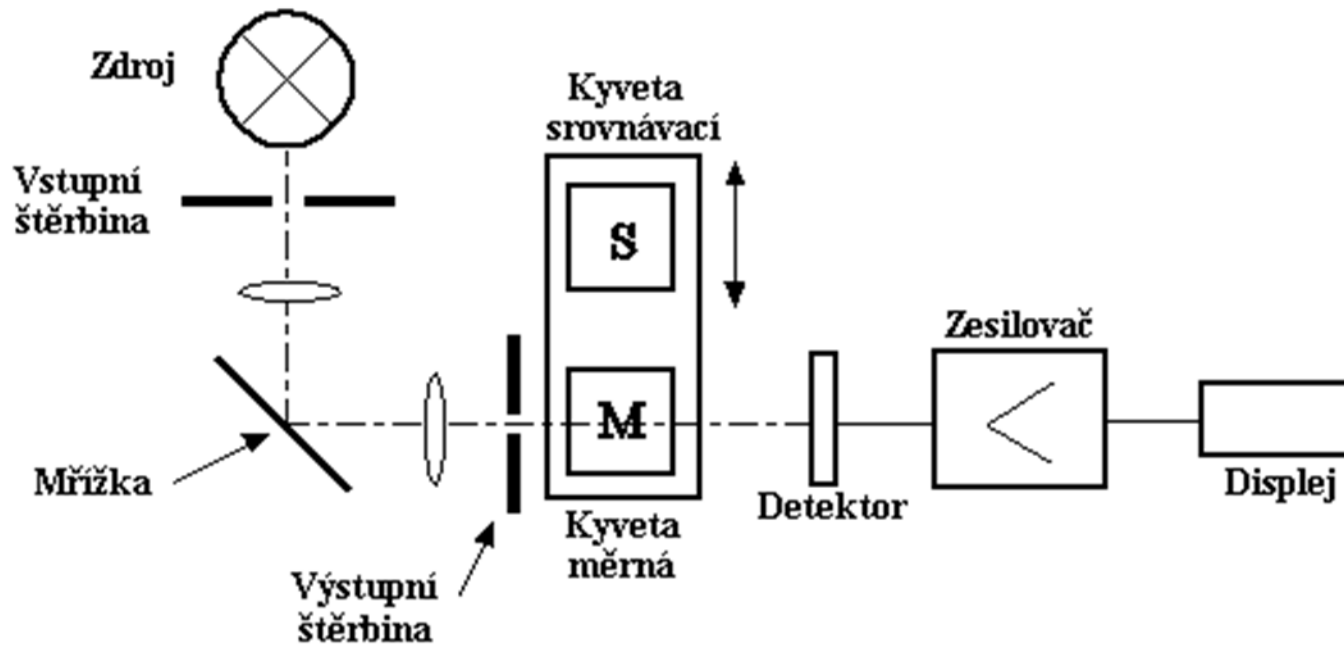 Zdroj
Vstupní
štěrbina
Mřížka
Výstupní
štěrbina
Kyveta
srovnávací
S
M
Kyveta
měrná
Detektor
Zesilovač
Displej